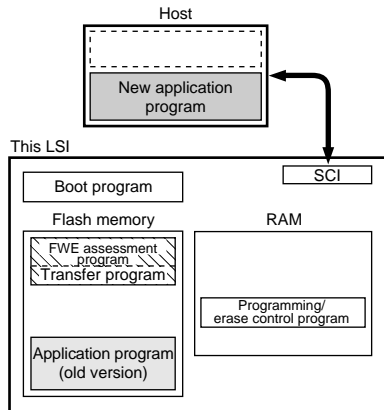 Host
New application
program
This LSI
SCI
Boot program
Flash memory
RAM
FWE assessment
program
Transfer program
Programming/
erase control program
Application program
(old version)